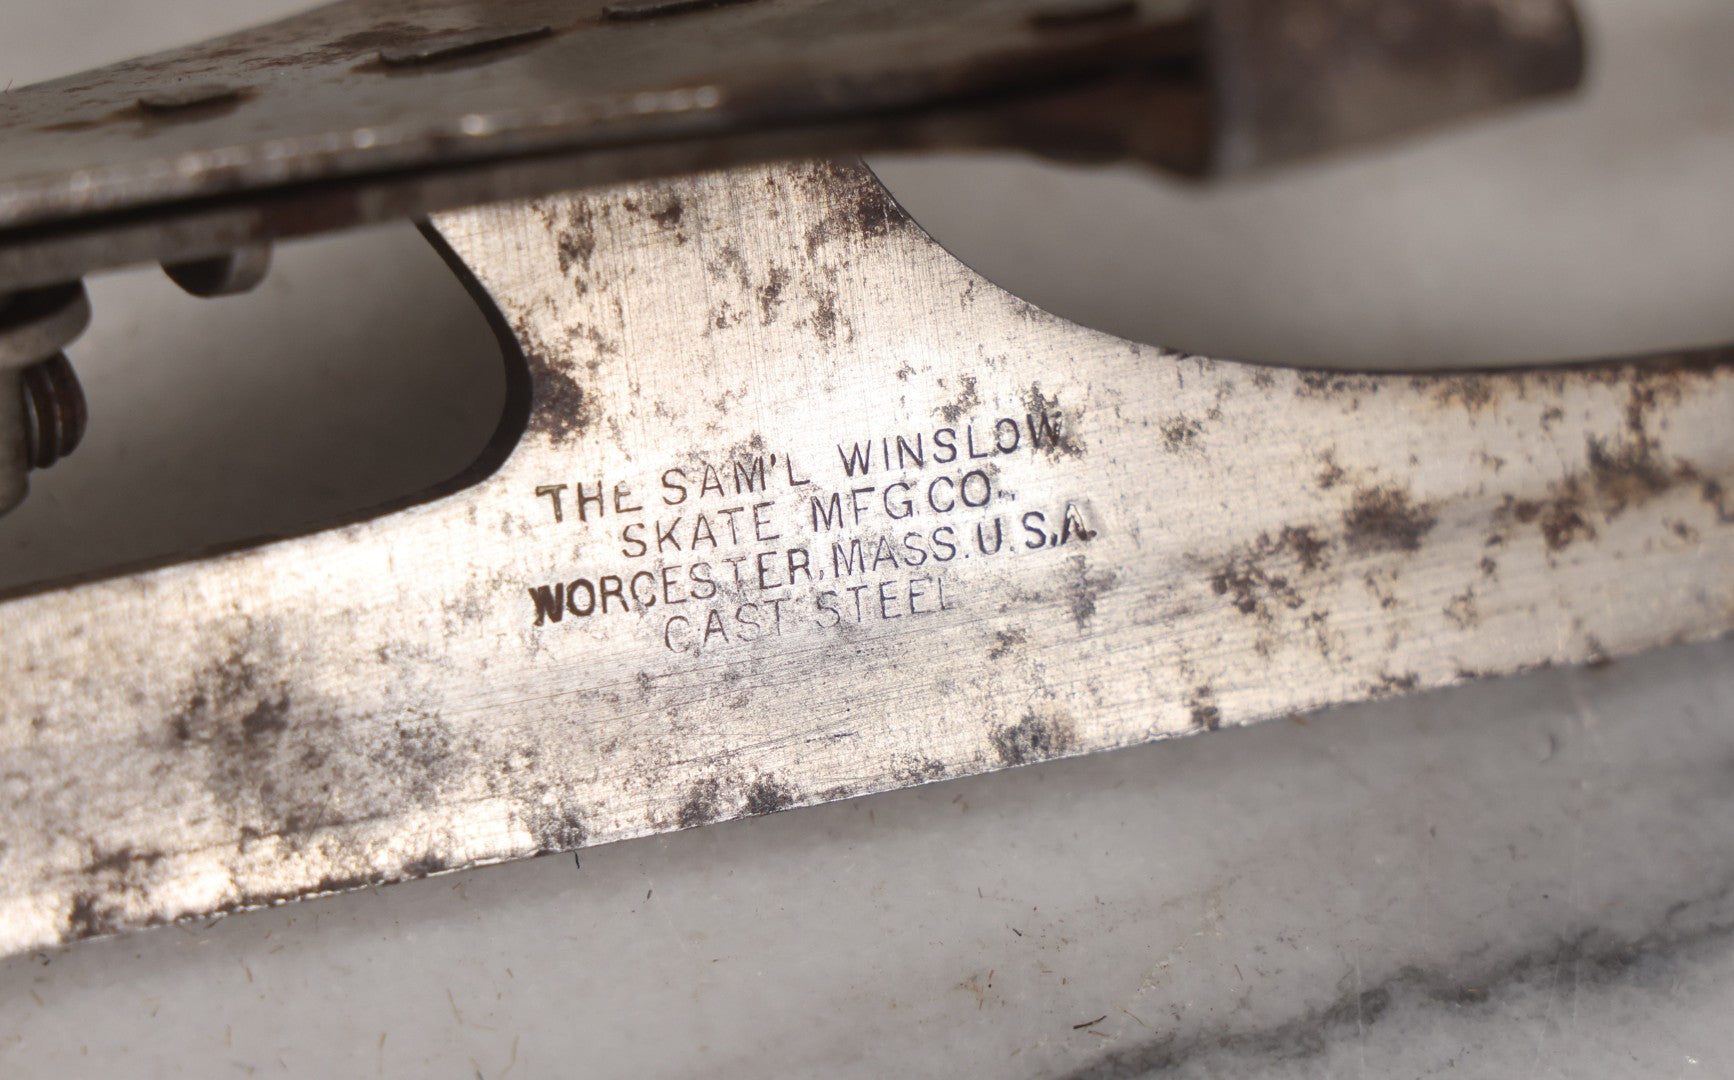 THE SAM'L WINSLOW
SKATE MFG CO.,
WORCESTER, MASS. U.S.A.
CAST STEEL